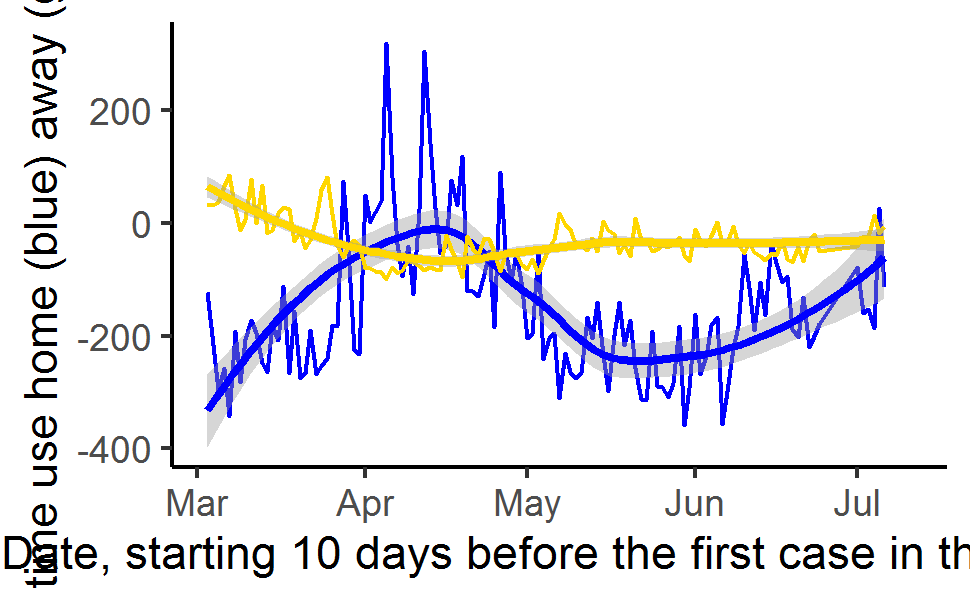 time use home (blue) away (g
200
0
-200
-400
Mar Apr May Jun Jul
Date, starting 10 days before the first case in th